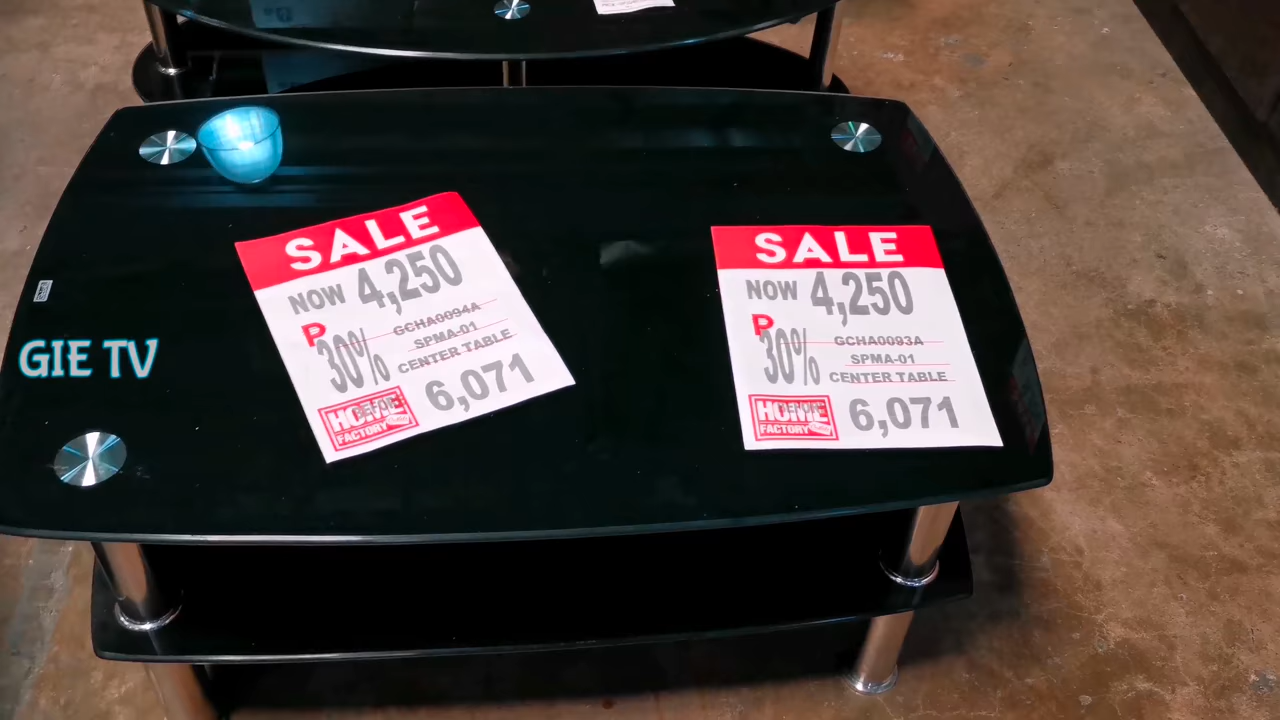 SALE
NOW 4,250
P
30%
GCHA0094A
SPMA-01
CENTER TABLE
6,071
HOME
FACTORY
SALE
NOW 4,250
P
30%
GCHA0093A
SPMA-01
CENTER TABLE
6,071
HOME
FACTORY
GIE TV